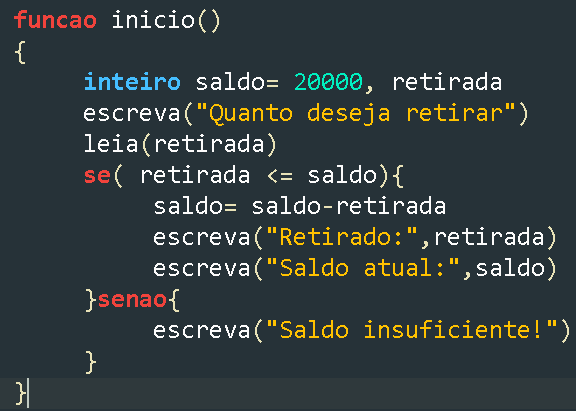 funcao inicio()
{
inteiro saldo= 20000, retirada
escreva("Quanto deseja retirar")
leia(retirada)
se( retirada <= saldo){
saldo= saldo-retirada
escreva("Retirado:",retirada)
escreva("Saldo atual:",saldo)
}senao{
escreva("Saldo insuficiente!")
}
}